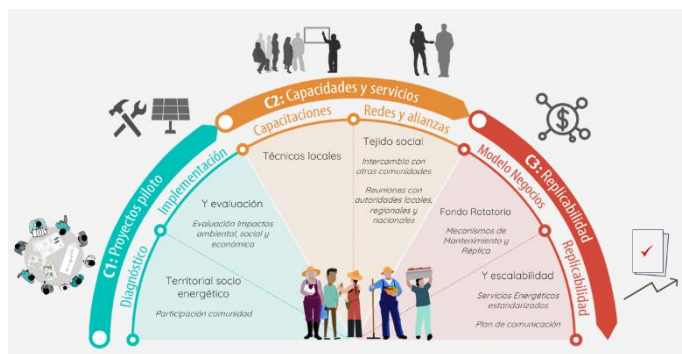 C1: Proyectos piloto
Diagnóstico
Implementación
Territorial socio
energético
Participación comunidad
Y evaluación
Evaluación Impactos
ambiental, social y
económica
C2: Capacidades y servicios
Capacitaciones
Redes y alianzas
Técnicos locales
Tejido social
Intercambio con
otras comunidades
Reuniones con
autoridades locales,
regionales y
nacionales
C3: Replicabilidad
Modelo Negocios
Replicabilidad
Fondo Rotatorio
Mecanismos de
Mantenimiento y
Réplica
Y escalabilidad
Servicios Energéticos
estandarizados
Plan de comunicación